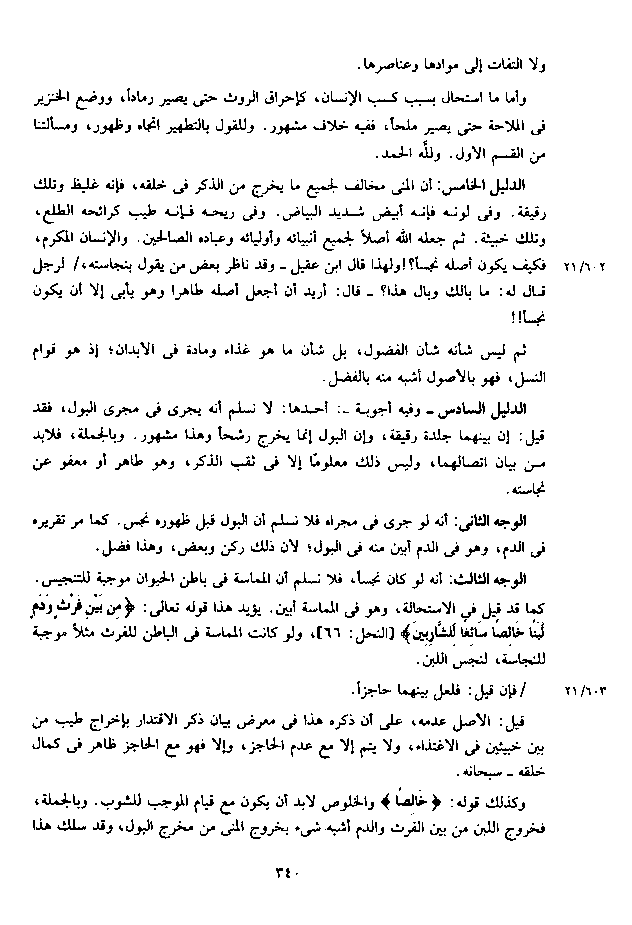 ولا التفات إلى موادها وعناصرها.
وأما ما استحال بسبب كسب الإنسان، كإحراق الروث حتى يصير رماداً، ووضع الخنزير
فى الملاحة حتى يصير ملحاً، ففيه خلاف مشهور. وللقول بالتطهير اتجاه وظهور، ومسألتنا
من القسم الأول. ولله الحمد.
الدليل الخامس: أن المنى مخالف لجميع ما يخرج من الذكر فى خلقه، فإنه غليظ وتلك
رقيقة. وفى لونه فإنه أبيض شديد البياض. وفى ريحه فإنه طيب كرائحه الطلع،
وتلك خبيثة. ثم جعله الله أصلاً لجميع أنبيائه وأوليائه وعباده الصالحين. والإنسان المكرم،
فكيف يكون أصله نجساً؟! ولهذا قال ابن عقيل ـ وقد ناظر بعض من يقول بنجاسته،/ لرجل ٢١/٦٠٢
قال له: ما بالك وبال هذا؟ ـ قال: أريد أن أجعل أصله طاهرا وهو يأبى إلا أن يكون
نجساً!!
ثم ليس شأنه شأن الفضول، بل شأن ما هو غذاء ومادة فى الأبدان؛ إذ هو قوام
النسل، فهو بالأصول أشبه منه بالفضل.
الدليل السادس ـ وفيه أجوبة ـ: أحدها: لا نسلم أنه يجرى فى مجرى البول، فقد
قيل: إن بينهما جلدة رقيقة، وإن البول إنما يخرج رشحاً وهذا مشهور. وبالجملة، فلابد
من بيان اتصالهما، وليس ذلك معلومًا إلا فى ثقب الذكر، وهو طاهر أو معفو عن
نجاسته.
الوجه الثانى: أنه لو جرى فى مجراه فلا نسلم أن البول قبل ظهوره نجس. كما مر تقريره
فى الدم، وهو فى الدم أبين منه فى البول؛ لأن ذلك ركن وبعض، وهذا فضل.
الوجه الثالث: أنه لو كان نجساً، فلا نسلم أن المماسة فى باطن الحيوان موجبة للتنجيس.
كما قد قيل في الاستحالة، وهو فى المماسة أبين. يؤيد هذا قوله تعالى: ﴿ مِنْ بَيْنِ فَرْثٍ وَدَمٍ
لَّبَنًا خَالِصًا سَائِغًا لِلشَّارِبِينَ﴾ [النحل: ٦٦]، ولو كانت المماسة فى الباطن للفرث مثلاً موجبة
للنجاسة، لنجس اللبن.
/ فإن قيل: فلعل بينهما حاجزاً. ٢١/٦٠٣
قيل: الأصل عدمه، على أن ذكره هذا فى معرض بيان ذكر الاقتدار بإخراج طيب من
بين خبيثين فى الاغتذاء، ولا يتم إلا مع عدم الحاجز، وإلا فهو مع الحاجز ظاهر فى كمال
خلقه ـ سبحانه.
وكذلك قوله: ﴿ خَالِصًا ﴾ والخلوص لابد أن يكون مع قيام الموجب للشوب. وبالجملة،
فخروج اللبن من بين الفرث والدم أشبه شىء بخروج المنى من مخرج البول، وقد سلك هذا
٣٤٠